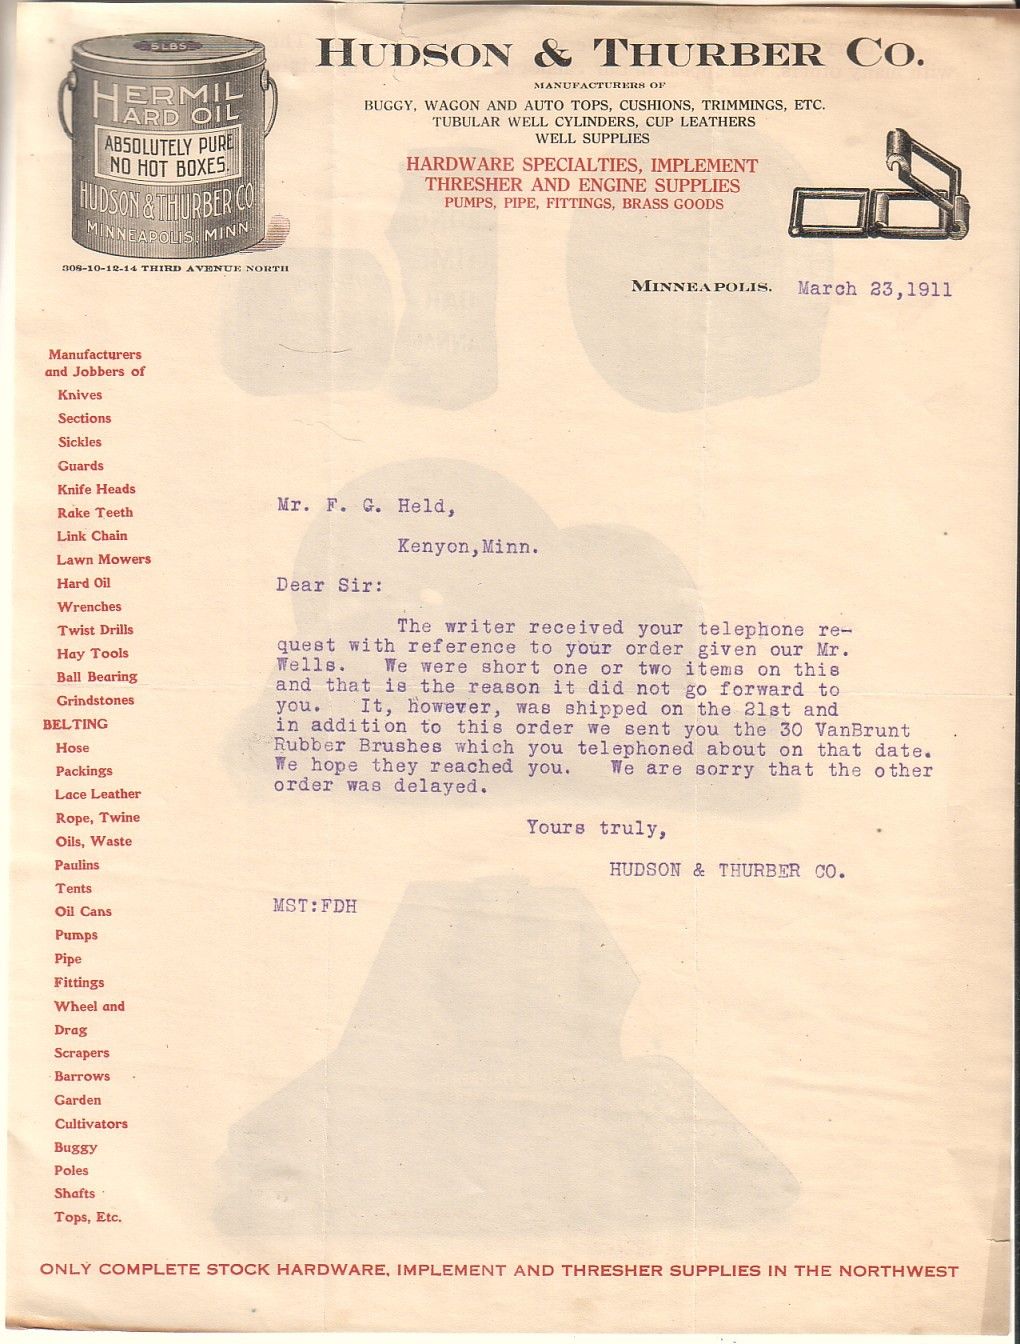 5 LBS
HERMIL
HARD OIL
ABSOLUTELY PURE
NO HOT BOXES.
HUDSON & THURBER CO.
MINNEAPOLIS, MINN.
308-10-12-14 THIRD AVENUE NORTH
HUDSON & THURBER CO.
MANUFACTURERS OF
BUGGY, WAGON AND AUTO TOPS, CUSHIONS, TRIMMINGS, ETC.
TUBULAR WELL CYLINDERS, CUP LEATHERS
WELL SUPPLIES
HARDWARE SPECIALTIES, IMPLEMENT
THRESHER AND ENGINE SUPPLIES
PUMPS, PIPE, FITTINGS, BRASS GOODS
MINNEAPOLIS. March 23,1911
Manufacturers
and Jobbers of
Knives
Sections
Sickles
Guards
Knife Heads
Rake Teeth
Link Chain
Lawn Mowers
Hard Oil
Wrenches
Twist Drills
Hay Tools
Ball Bearing
Grindstones
BELTING
Hose
Packings
Lace Leather
Rope, Twine
Oils, Waste
Paulins
Tents
Oil Cans
Pumps
Pipe
Fittings
Wheel and
Drag
Scrapers
Barrows
Garden
Cultivators
Buggy
Poles
Shafts
Tops, Etc.
Mr. F. G. Held,
Kenyon,Minn.
Dear Sir:
The writer received your telephone re-
quest with reference to your order given our Mr.
Wells. We were short one or two items on this
and that is the reason it did not go forward to
you. It, however, was shipped on the 21st and
in addition to this order we sent you the 30 VanBrunt
Rubber Brushes which you telephoned about on that date.
We hope they reached you. We are sorry that the other
order was delayed.
Yours truly,
HUDSON & THURBER CO.
MST:FDH
ONLY COMPLETE STOCK HARDWARE, IMPLEMENT AND THRESHER SUPPLIES IN THE NORTHWEST